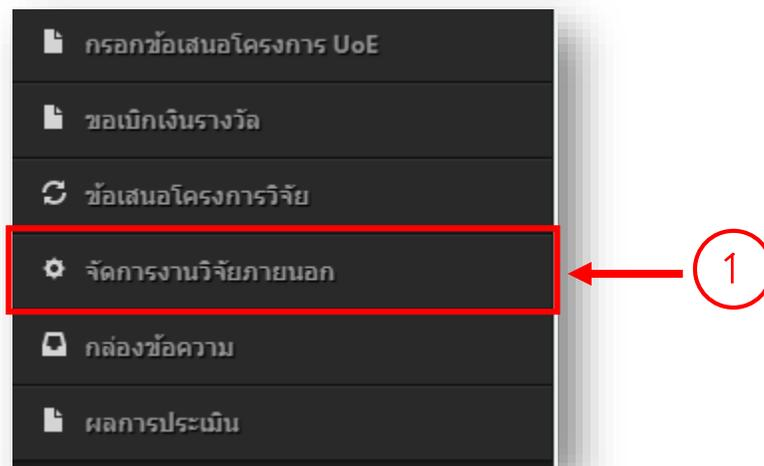 กรอกข้อเสนอโครงการ UoE
ขอเบิกเงินรางวัล
ข้อเสนอโครงการวิจัย
จัดการงานวิจัยภายนอก
1
กล่องข้อความ
ผลการประเมิน